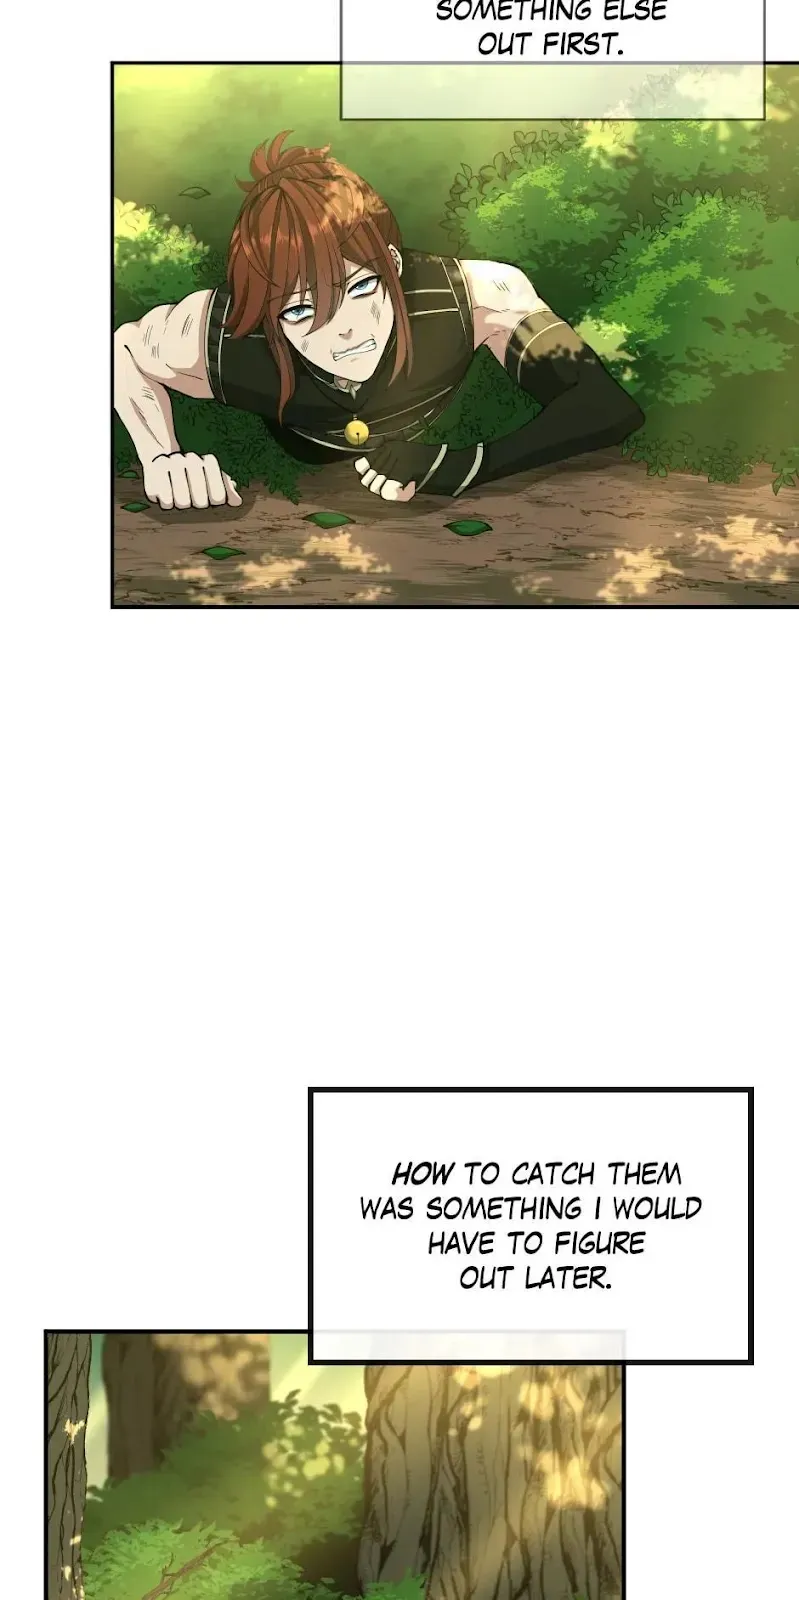 SOMETHING ELSE
OUT FIRST.
HOW TO CATCH THEM
WAS SOMETHING I WOULD
HAVE TO FIGURE
OUT LATER.